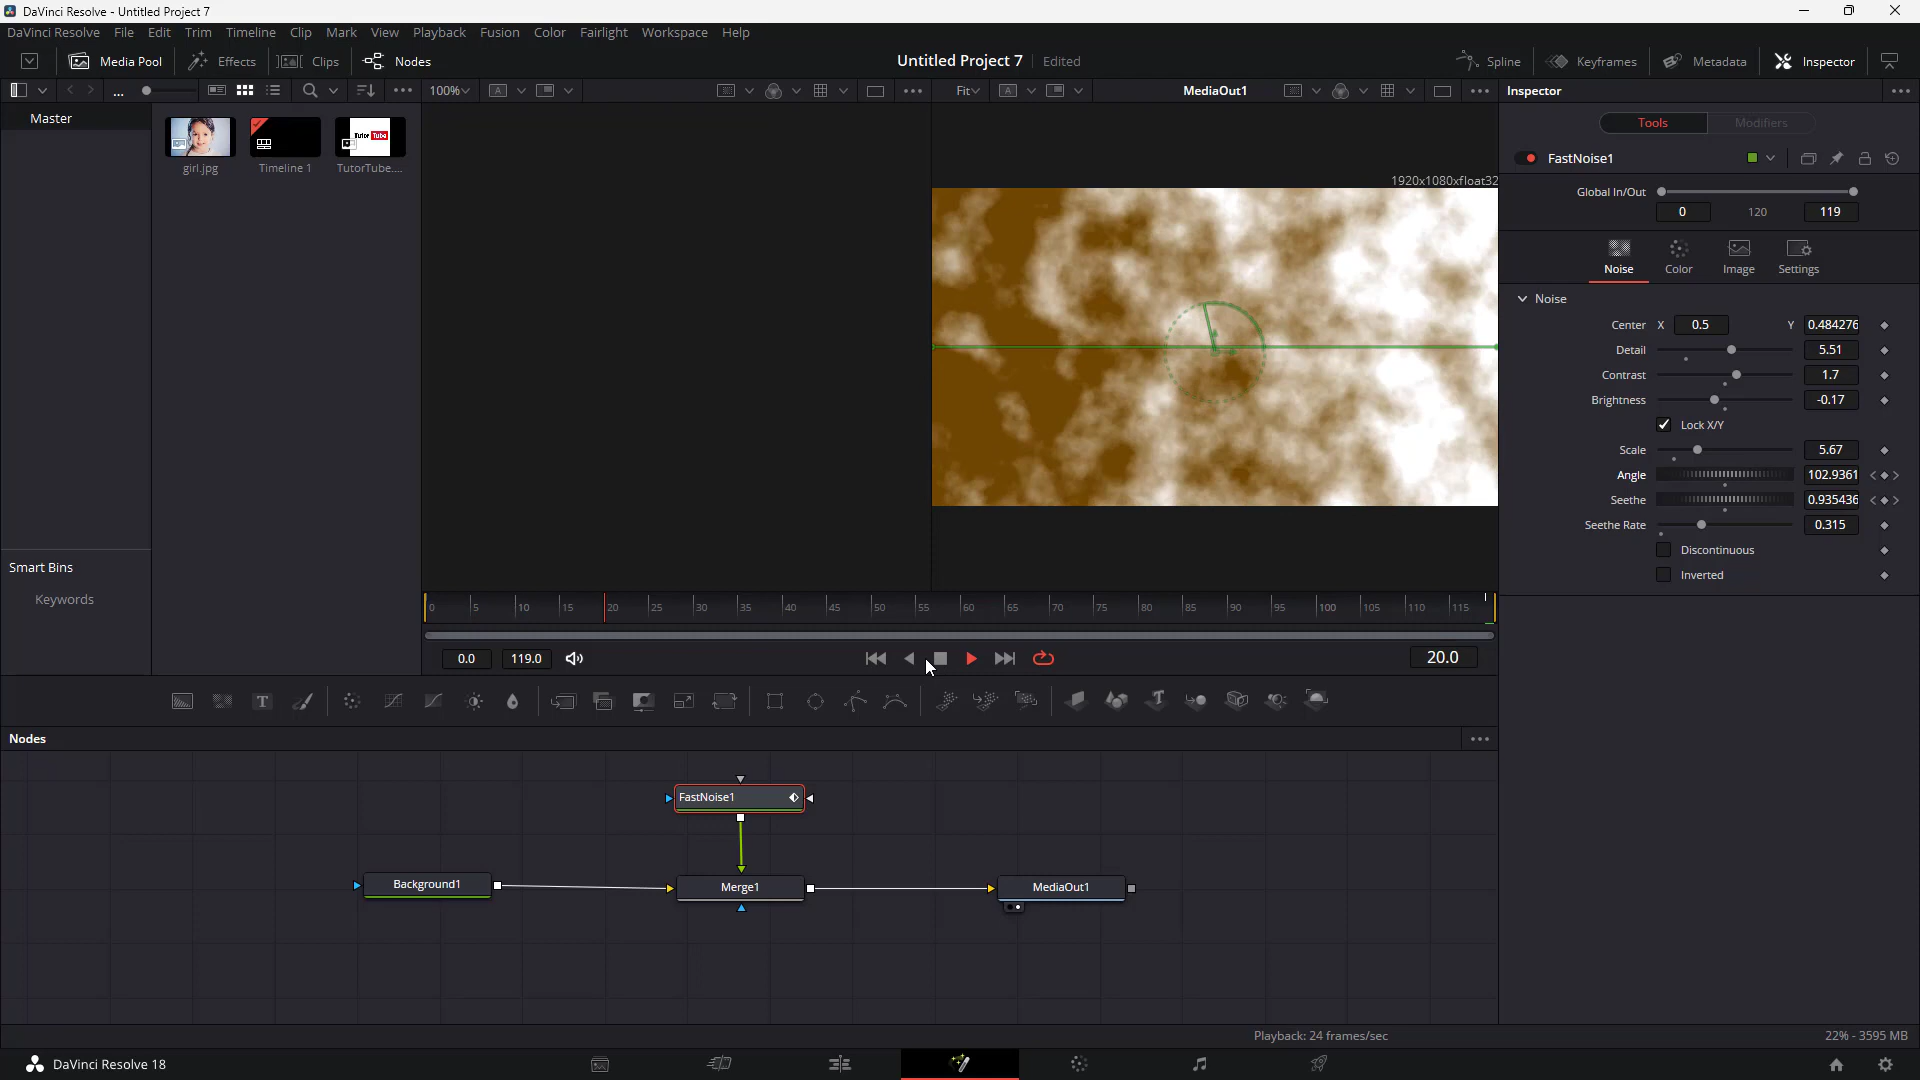 DaVinci Resolve - Untitled Project 7
DaVinci Resolve File Edit Trim Timeline Clip Mark View Playback Fusion Color Fairlight Workspace Help
Media Pool Effects Clips Nodes Untitled Project 7 Edited Spline Keyframes Metadata Inspector
... 100% A Fit A MediaOut1 Inspector
Master
girl.jpg Timeline 1 TutorTube....
Tutor Tube
1920x1080xfloat32
Tools Modifiers
FastNoise1
Global In/Out
0 120 119
Noise Color Image Settings
Noise
Center X 0.5 Y 0.484276
Detail 5.51
Contrast 1.7
Brightness -0.17
Lock X/Y
Scale 5.67
Angle 102.9361
Seethe 0.935436
Seethe Rate 0.315
Discontinuous
Inverted
Smart Bins
Keywords
0 5 10 15 20 25 30 35 40 45 50 55 60 65 70 75 80 85 90 95 100 105 110 115
0.0 119.0 20.0
T T
Nodes
FastNoise1
Background1 Merge1 MediaOut1
Playback: 24 frames/sec 22% - 3595 MB
DaVinci Resolve 18